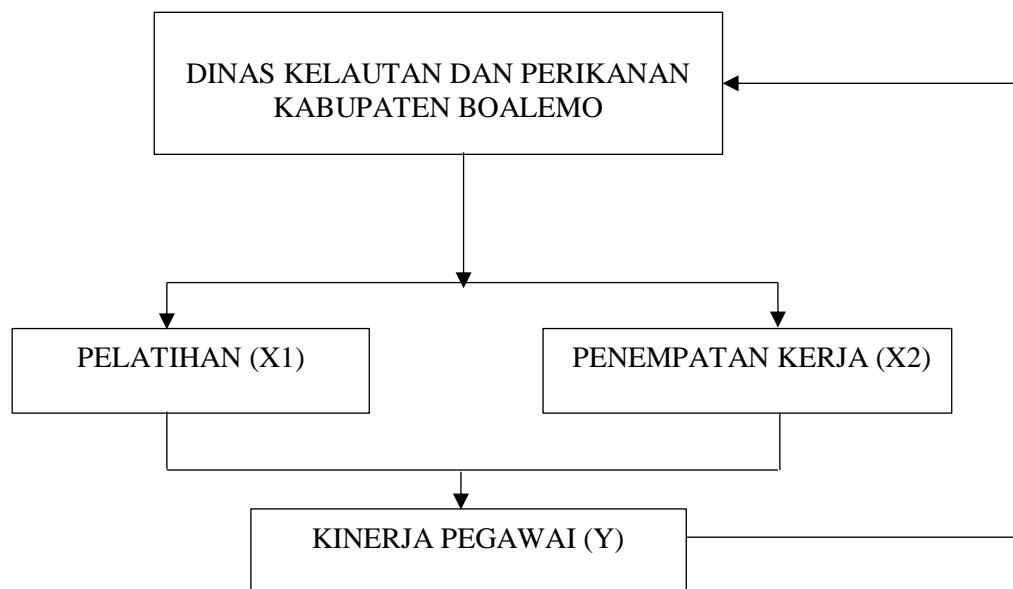 DINAS KELAUTAN DAN PERIKANAN
KABUPATEN BOALEMO
PELATIHAN (X1)
PENEMPATAN KERJA (X2)
KINERJA PEGAWAI (Y)